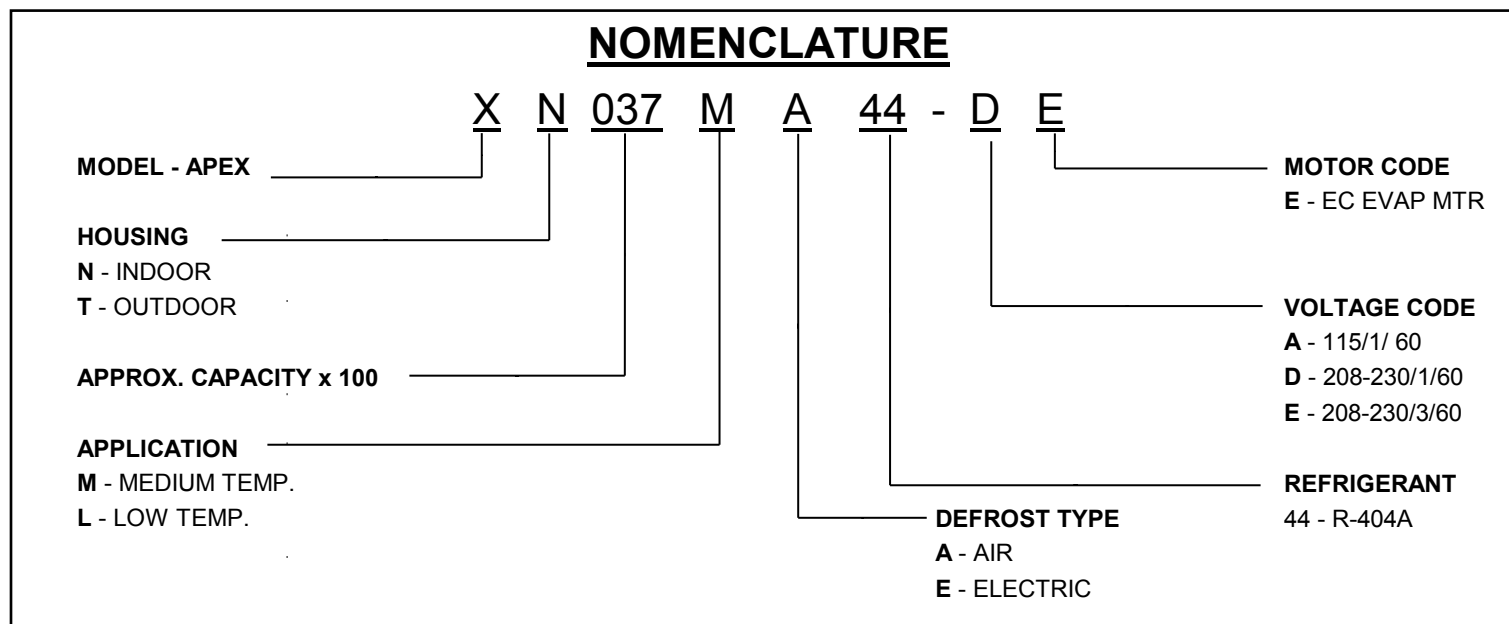 NOMENCLATURE
X N 037 M A 44 - D E
MODEL - APEX
HOUSING
N - INDOOR
T - OUTDOOR
APPROX. CAPACITY x 100
APPLICATION
M - MEDIUM TEMP.
L - LOW TEMP.
DEFROST TYPE
A - AIR
E - ELECTRIC
MOTOR CODE
E - EC EVAP MTR
VOLTAGE CODE
A - 115/1/ 60
D - 208-230/1/60
E - 208-230/3/60
REFRIGERANT
44 - R-404A